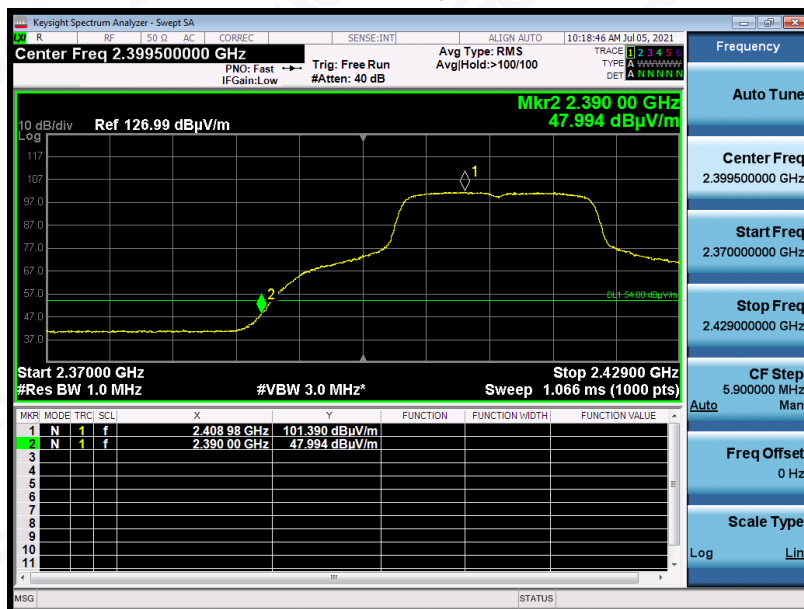 Keysight Spectrum Analyzer - Swept SA
LXI R RF 50 Ω AC CORREC SENSE:INT ALIGN AUTO 10:18:46 AM Jul 05, 2021
Center Freq 2.399500000 GHz
PNO: Fast
IFGain:Low
Trig: Free Run
#Atten: 40 dB
Avg Type: RMS
Avg|Hold:>100/100
TRACE 1 2 3 4 5 6
TYPE A WWWWW
DET A N N N N N
Mkr2 2.390 00 GHz
47.994 dBµV/m
10 dB/div Ref 126.99 dBµV/m
Log
117
107
97.0
87.0
77.0
67.0
57.0
47.0
37.0
1
2
DL1 54.00 dBµV/m
Start 2.37000 GHz Stop 2.42900 GHz
#Res BW 1.0 MHz #VBW 3.0 MHz* Sweep 1.066 ms (1000 pts)
MKR MODE TRC SCL X Y FUNCTION FUNCTION WIDTH FUNCTION VALUE
1 N 1 f 2.408 98 GHz 101.390 dBµV/m
2 N 1 f 2.390 00 GHz 47.994 dBµV/m
3
4
5
6
7
8
9
10
11
MSG STATUS
Frequency
Auto Tune
Center Freq
2.399500000 GHz
Start Freq
2.370000000 GHz
Stop Freq
2.429000000 GHz
CF Step
5.900000 MHz
Auto Man
Freq Offset
0 Hz
Scale Type
Log Lin